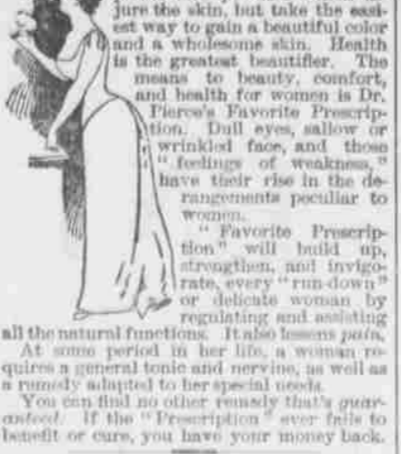 jure the skin, but take the easi-
est way to gain a beautiful color
and a wholesome skin. Health
is the greatest beautifier. The
means to beauty, comfort,
and health for women is Dr.
Pierce's Favorite Prescrip-
tion. Dull eyes, sallow or
wrinkled face, and those
"feelings of weakness,"
have their rise in the de-
rangements peculiar to
women.
"Favorite Prescrip-
tion" will build up,
strengthen, and invigo-
rate, every "run-down"
or delicate woman by
regulating and assisting
all the natural functions. It also lessens pain.
At some period in her life, a woman re-
quires a general tonic and nervine, as well as
a remedy adapted to her special needs.
You can find no other remedy that's guar-
anteed. If the "Prescription" ever fails to
benefit or cure, you have your money back.